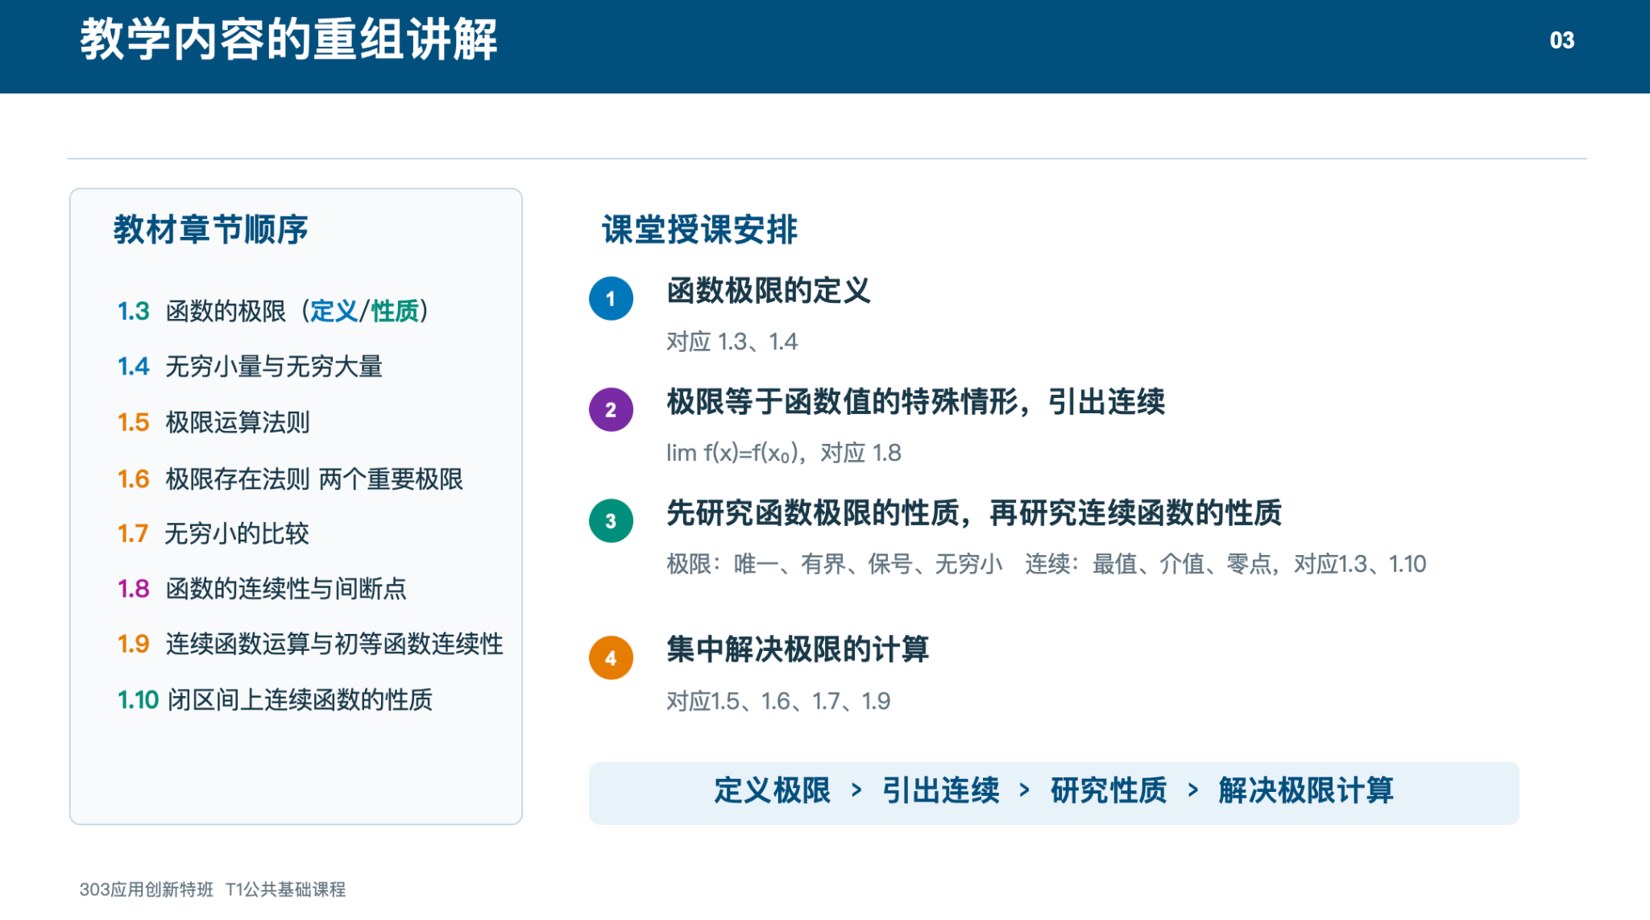 教学内容的重组讲解
03
教材章节顺序
1.3 函数的极限（定义/性质）
1.4 无穷小量与无穷大量
1.5 极限运算法则
1.6 极限存在法则 两个重要极限
1.7 无穷小的比较
1.8 函数的连续性与间断点
1.9 连续函数运算与初等函数连续性
1.10 闭区间上连续函数的性质
课堂授课安排
1 函数极限的定义
对应 1.3、1.4
2 极限等于函数值的特殊情形，引出连续
lim f(x)=f(x₀)，对应 1.8
3 先研究函数极限的性质，再研究连续函数的性质
极限：唯一、有界、保号、无穷小 连续：最值、介值、零点，对应1.3、1.10
4 集中解决极限的计算
对应1.5、1.6、1.7、1.9
定义极限 › 引出连续 › 研究性质 › 解决极限计算
303应用创新特班 T1公共基础课程